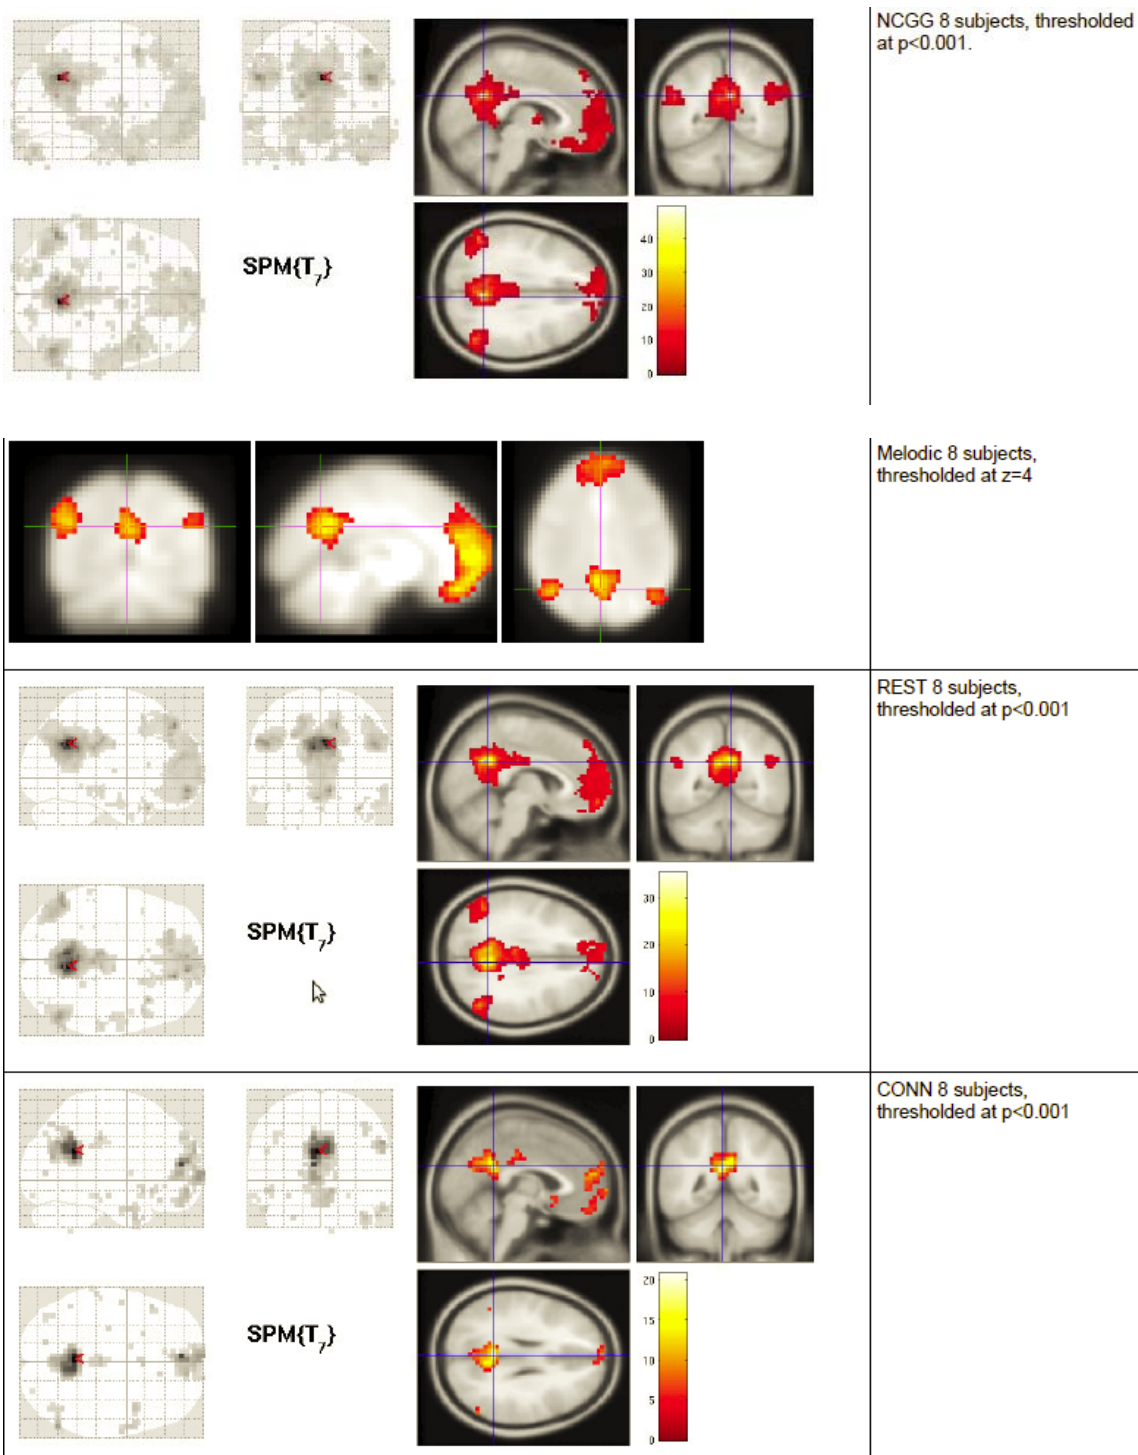 NCGG 8 subjects, thresholded
at p<0.001.
SPM{T7}
40
30
20
10
0
Melodic 8 subjects,
thresholded at z=4
REST 8 subjects,
thresholded at p<0.001
SPM{T7}
30
20
10
0
CONN 8 subjects,
thresholded at p<0.001
SPM{T7}
20
15
10
5
0